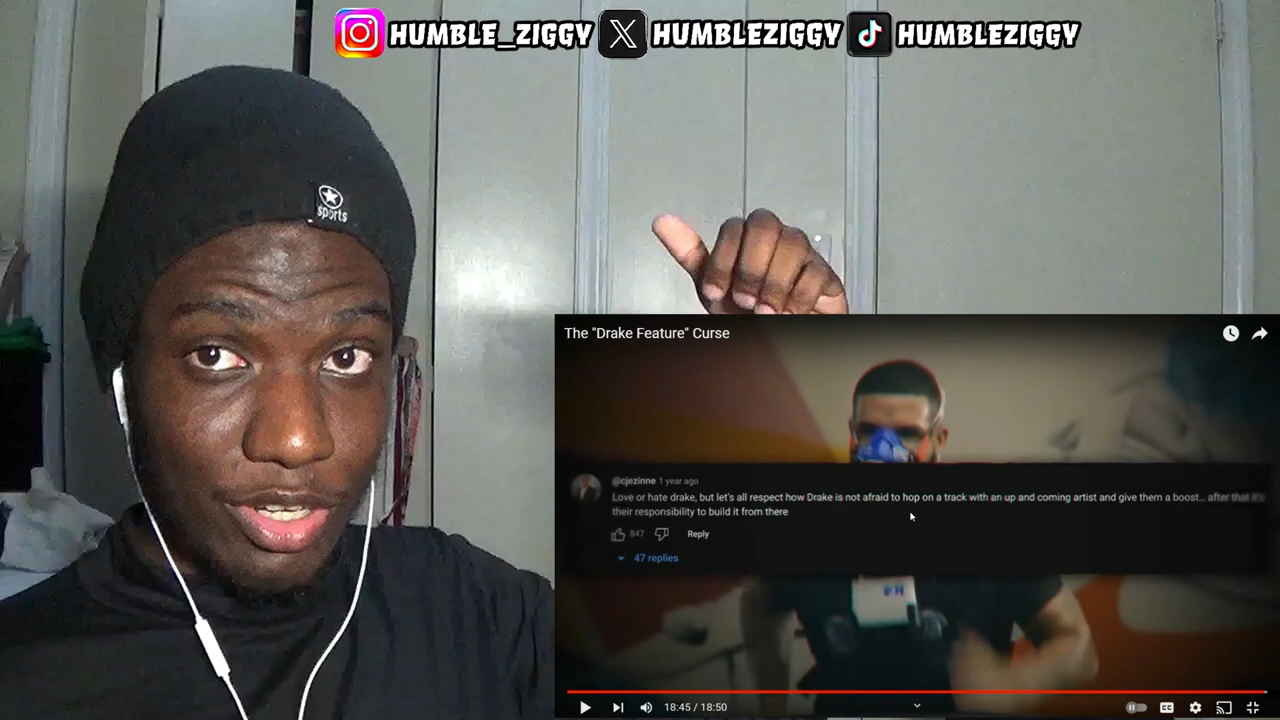 HUMBLE_ZIGGY HUMBLEZIGGY HUMBLEZIGGY
sports
The "Drake Feature" Curse
@cjezinne 1 year ago
Love or hate drake, but let's all respect how Drake is not afraid to hop on a track with an up and coming artist and give them a boost... after that it's
their responsibility to build it from there
847 Reply
47 replies
18:45 / 18:50